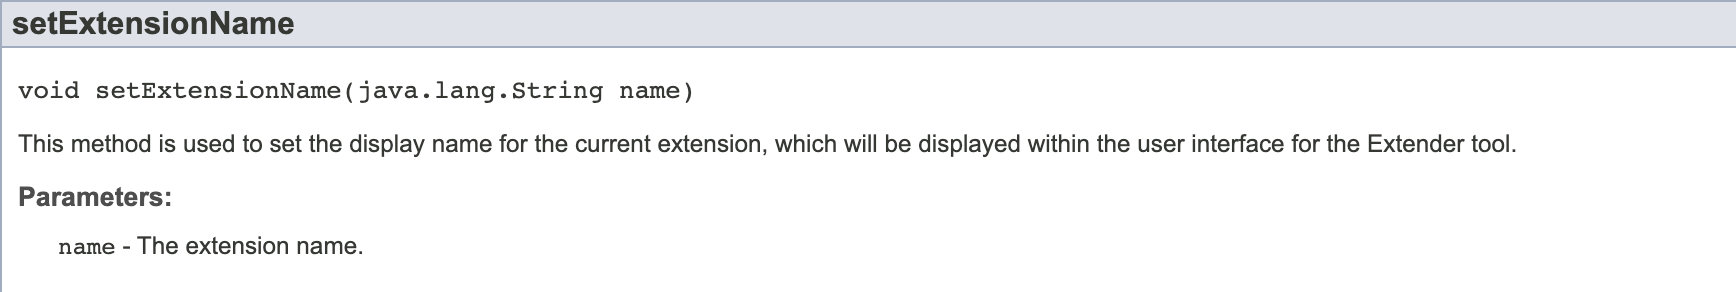 setExtensionName
void setExtensionName(java.lang.String name)
This method is used to set the display name for the current extension, which will be displayed within the user interface for the Extender tool.
Parameters:
name - The extension name.